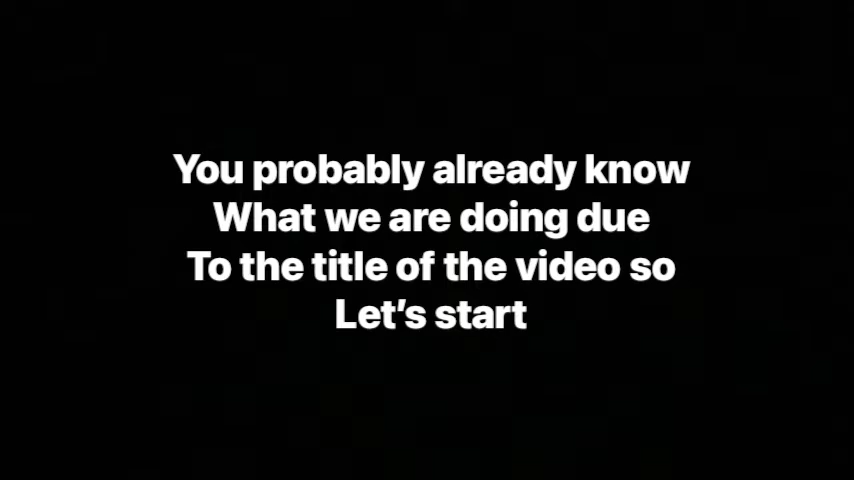 You probably already know
What we are doing due
To the title of the video so
Let’s start